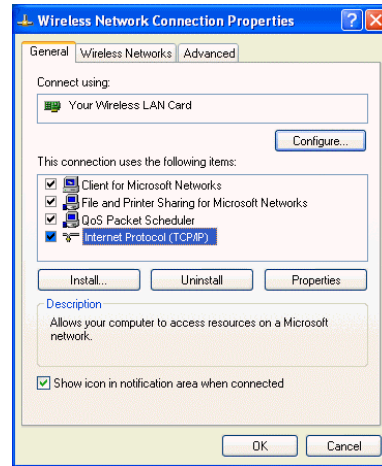 Wireless Network Connection Properties
General Wireless Networks Advanced
Connect using:
Your Wireless LAN Card
Configure...
This connection uses the following items:
Client for Microsoft Networks
File and Printer Sharing for Microsoft Networks
QoS Packet Scheduler
Internet Protocol (TCP/IP)
Install... Uninstall Properties
Description
Allows your computer to access resources on a Microsoft
network.
Show icon in notification area when connected
OK Cancel